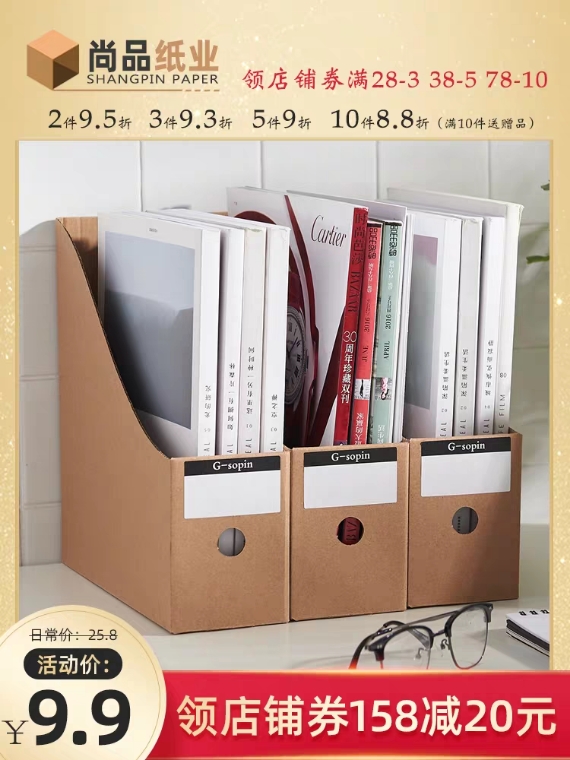 尚品纸业
SHANGPIN PAPER
领店铺券满28-3 38-5 78-10
2件9.5折 3件9.3折 5件9折 10件8.8折（满10件送赠品）
Cartier
BAZAAR
30
周年珍藏双刊
JUNE
2016
APRIL
G-sopin
G-sopin
G-sopin
日常价：25.8
活动价：
¥9.9
领店铺券158减20元